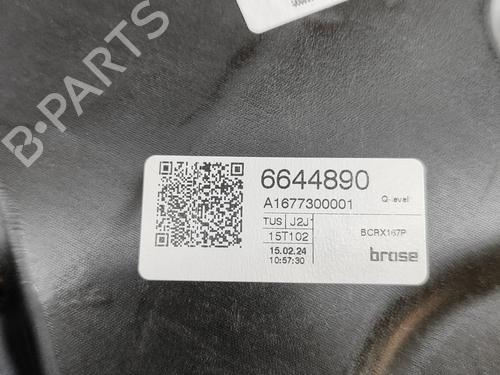 B-PARTS
6644890
A1677300001 Q-level
TUS J2J
15T102 BCRX167P
15.02.24
10:57:30
brose